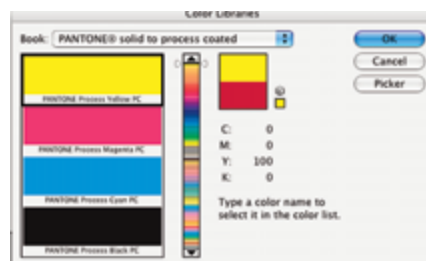 Color Libraries
Book: PANTONE® solid to process coated
OK
Cancel
Picker
PANTONE Process Yellow PC
PANTONE Process Magenta PC
PANTONE Process Cyan PC
PANTONE Process Black PC
C: 0
M: 0
Y: 100
K: 0
Type a color name to
select it in the color list.